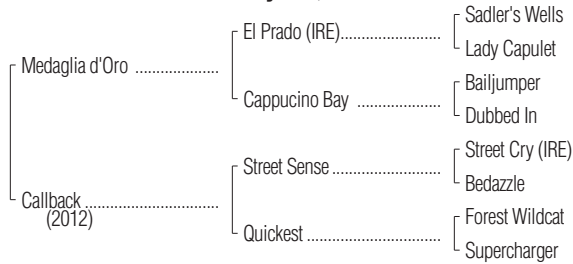 Sadler's Wells
El Prado (IRE)....................
Lady Capulet
Medaglia d'Oro .................
Bailjumper
Cappucino Bay .................
Dubbed In
Street Cry (IRE)
Street Sense ......................
Bedazzle
Callback ...........................
(2012)
Forest Wildcat
Quickest ...........................
Supercharger